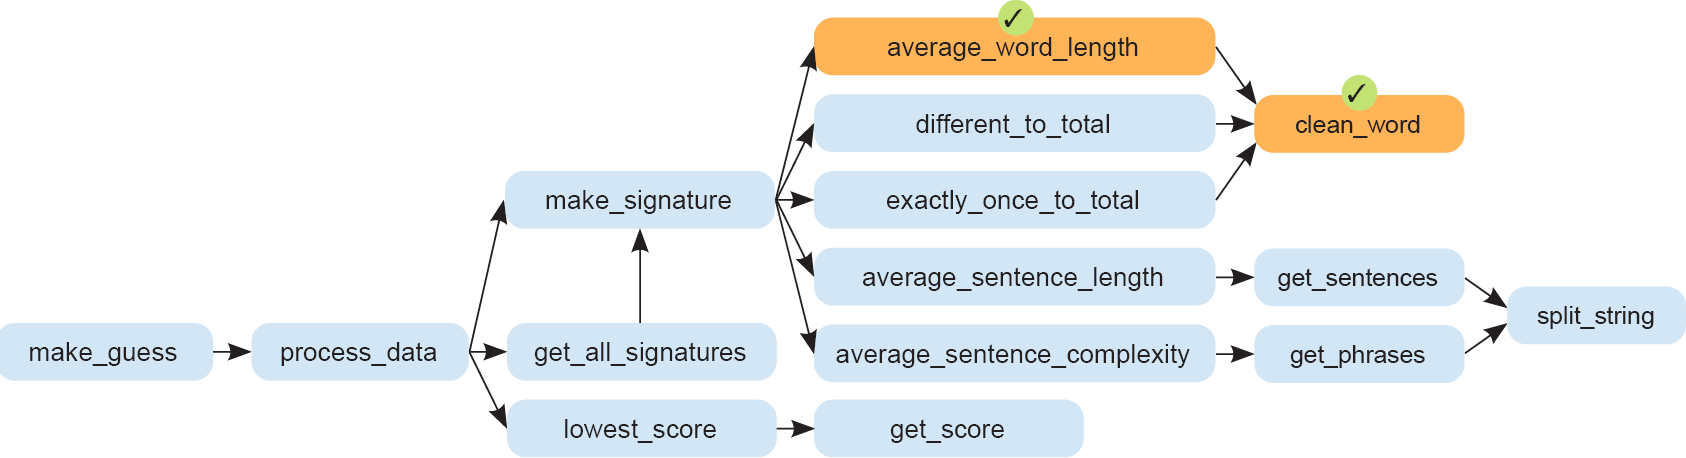 make_guess
process_data
make_signature
get_all_signatures
lowest_score
average_word_length
different_to_total
exactly_once_to_total
average_sentence_length
average_sentence_complexity
get_score
clean_word
get_sentences
get_phrases
split_string